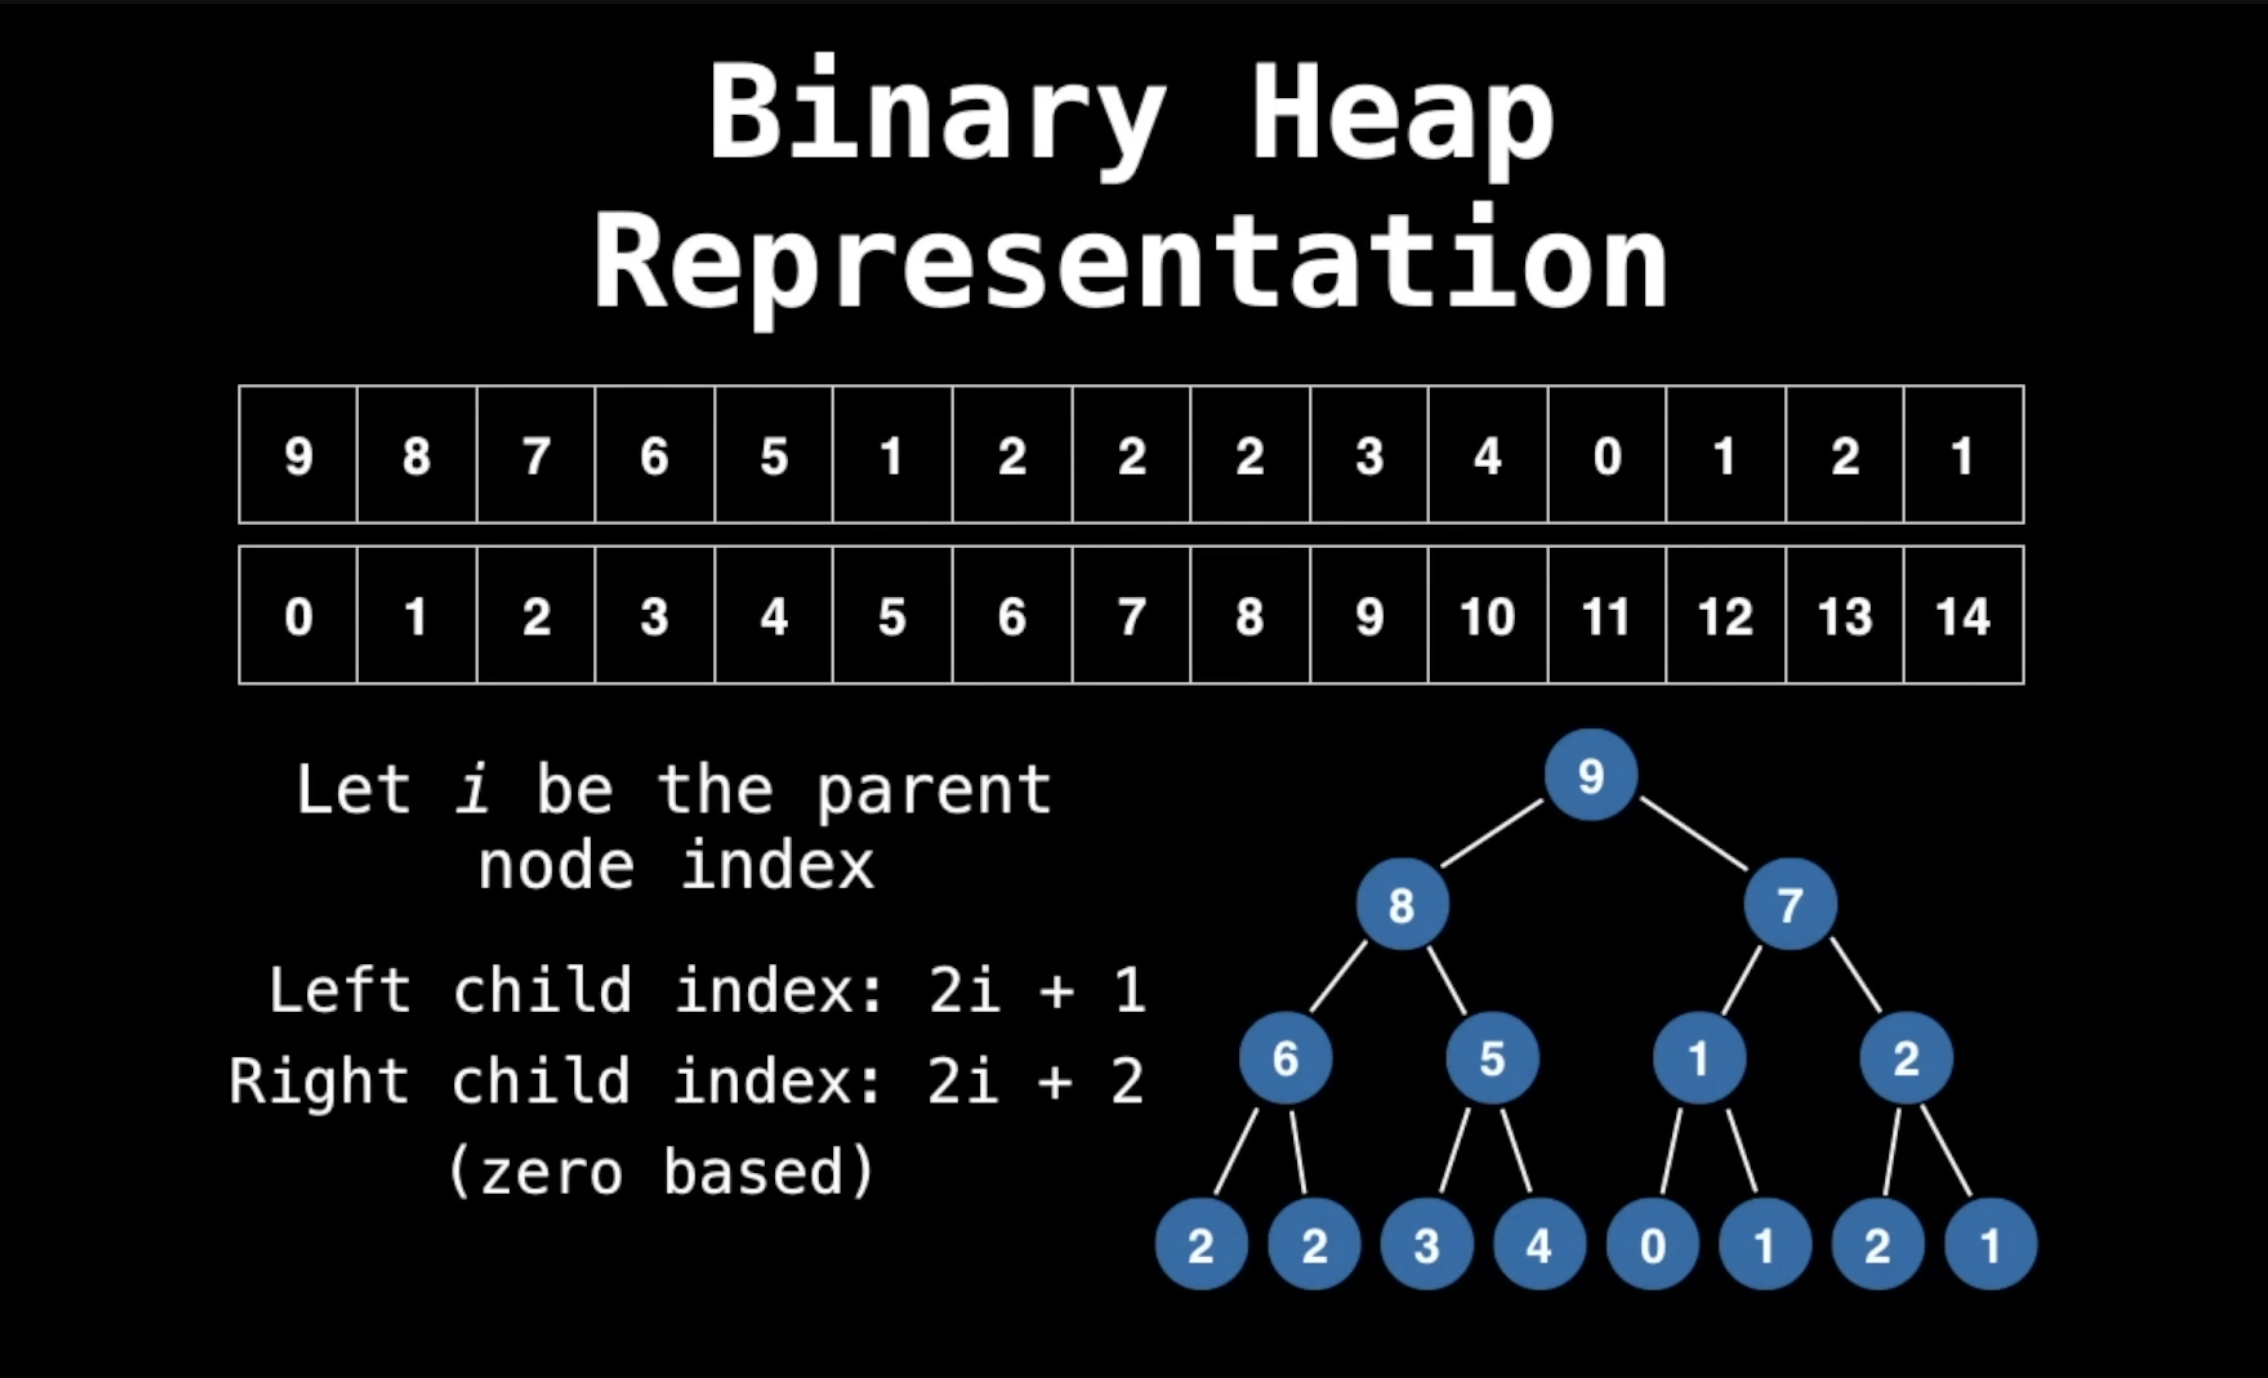 Binary Heap
Representation
9 8 7 6 5 1 2 2 2 3 4 0 1 2 1
0 1 2 3 4 5 6 7 8 9 10 11 12 13 14
Let i be the parent
node index
Left child index: 2i + 1
Right child index: 2i + 2
(zero based)
9
8 7
6 5 1 2
2 2 3 4 0 1 2 1